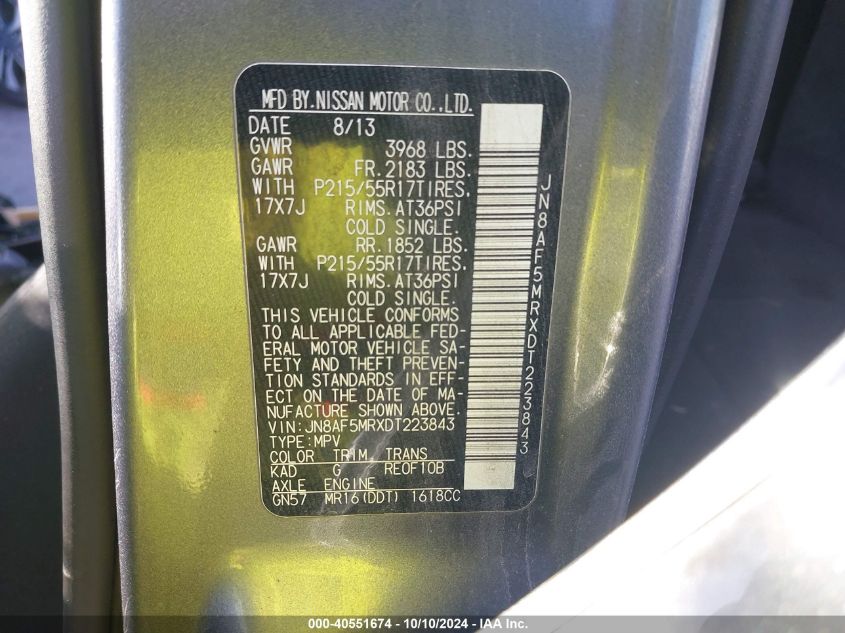 MFD BY.NISSAN MOTOR CO.,LTD.
DATE 8/13
GVWR 3968 LBS.
GAWR FR.2183 LBS.
WITH P215/55R17TIRES.
17X7J RIMS.AT36PSI
COLD SINGLE.
GAWR RR.1852 LBS.
WITH P215/55R17TIRES.
17X7J RIMS.AT36PSI
COLD SINGLE.
THIS VEHICLE CONFORMS
TO ALL APPLICABLE FED-
ERAL MOTOR VEHICLE SA-
FETY AND THEFT PREVEN-
TION STANDARDS IN EFF-
ECT ON THE DATE OF MA-
NUFACTURE SHOWN ABOVE.
VIN:JN8AF5MRXDT223843
TYPE:MPV
COLOR TRIM, TRANS
KAD G RE0F10B
AXLE ENGINE
GN57 MR16(DDT) 1618CC
JN8AF5MRXDT223843
000-40551674 - 10/10/2024 - IAA Inc.